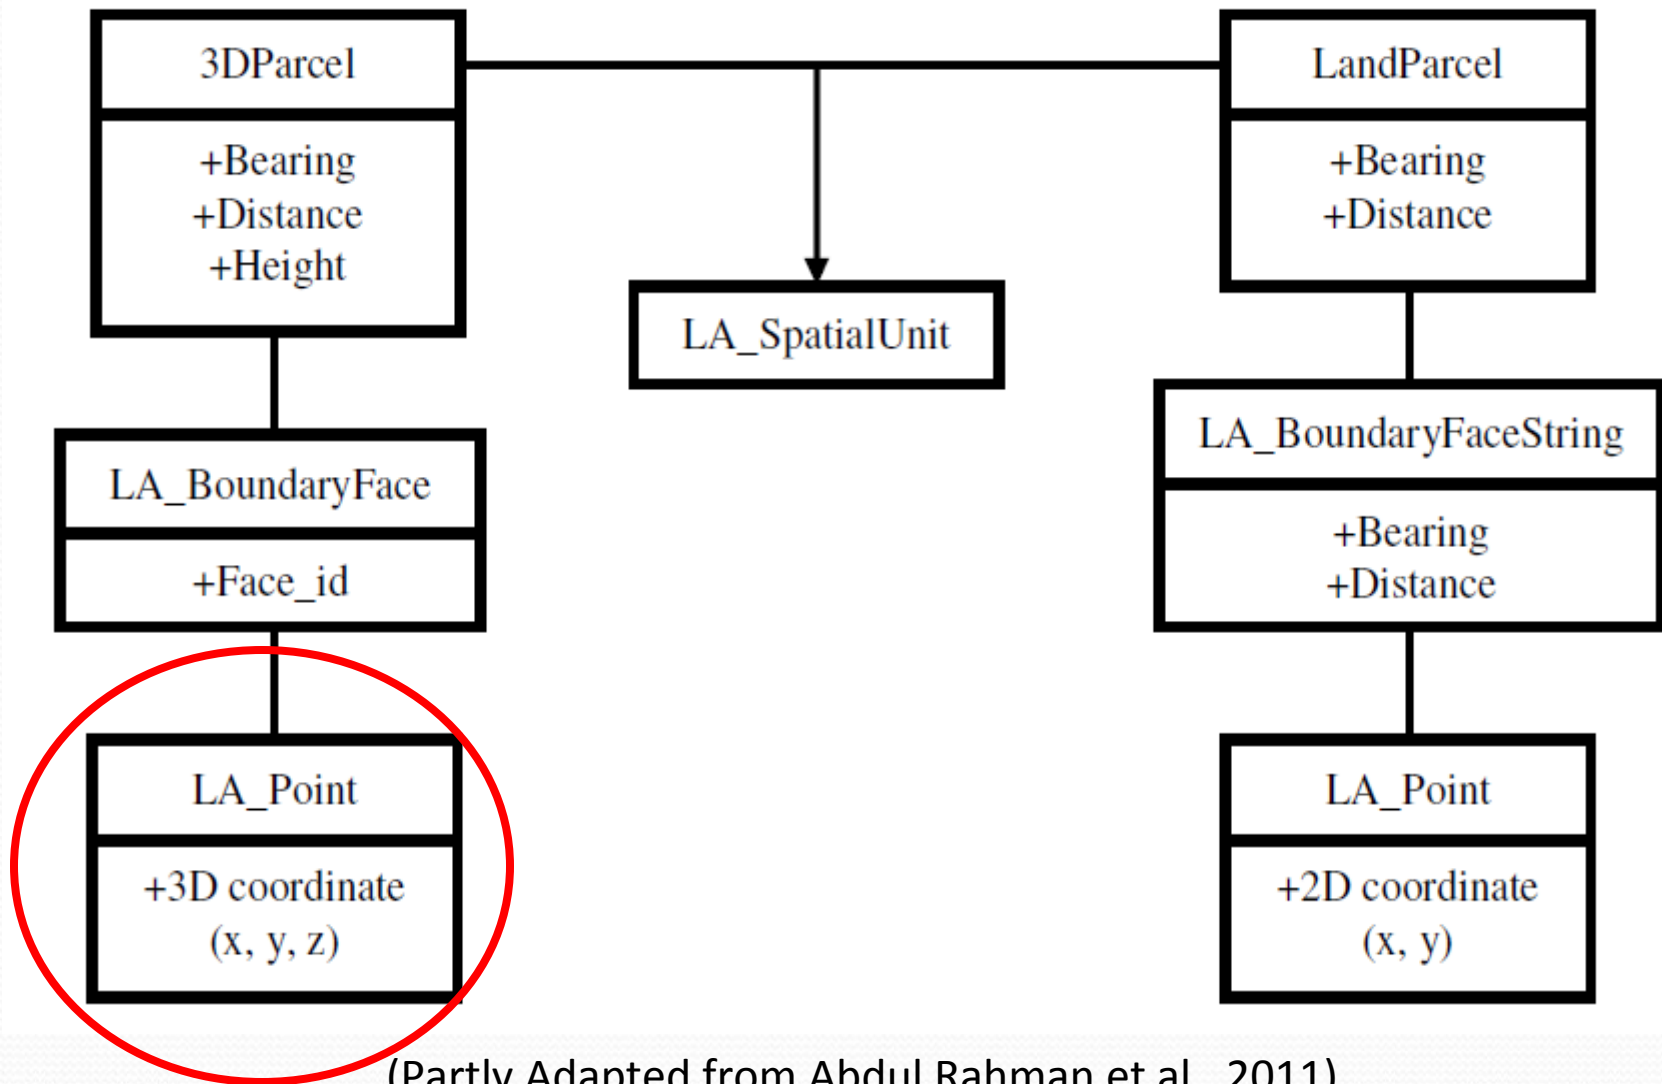 3DParcel
+Bearing
+Distance
+Height
LandParcel
+Bearing
+Distance
LA_SpatialUnit
LA_BoundaryFace
+Face_id
LA_BoundaryFaceString
+Bearing
+Distance
LA_Point
+3D coordinate
(x, y, z)
LA_Point
+2D coordinate
(x, y)
(Partly Adapted from Abdul Rahman et al., 2011)